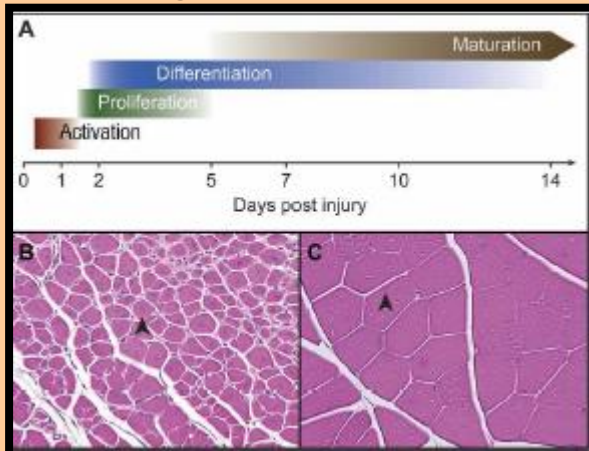 A
Maturation
Differentiation
Proliferation
Activation
0 1 2 5 7 10 14
Days post injury
B
C